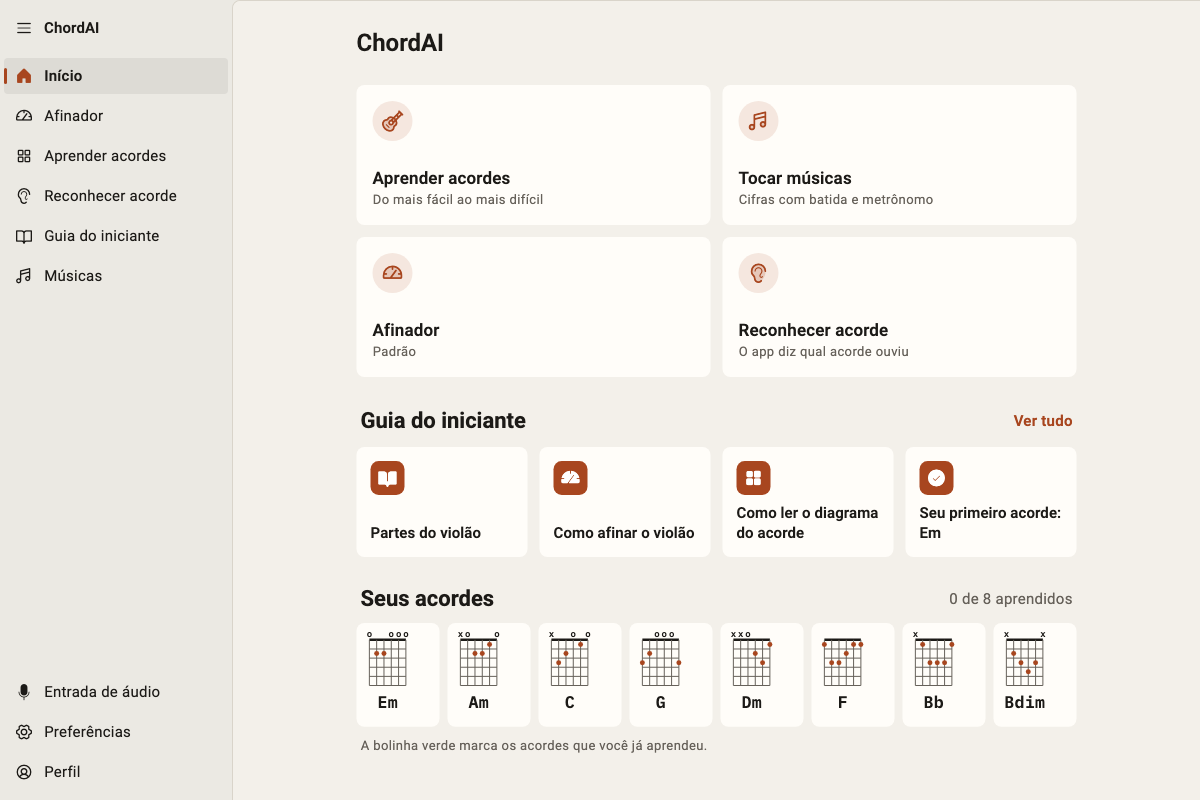 ChordAI
Início
Afinador
Aprender acordes
Reconhecer acorde
Guia do iniciante
Músicas
Entrada de áudio
Preferências
Perfil
ChordAI
Aprender acordes
Do mais fácil ao mais difícil
Tocar músicas
Cifras com batida e metrônomo
Afinador
Padrão
Reconhecer acorde
O app diz qual acorde ouviu
Guia do iniciante
Ver tudo
Partes do violão
Como afinar o violão
Como ler o diagrama
do acorde
Seu primeiro acorde:
Em
Seus acordes
0 de 8 aprendidos
o ooo
Em
xo o
Am
x o o
C
ooo
G
xxo
Dm
F
x
Bb
x x
Bdim
A bolinha verde marca os acordes que você já aprendeu.